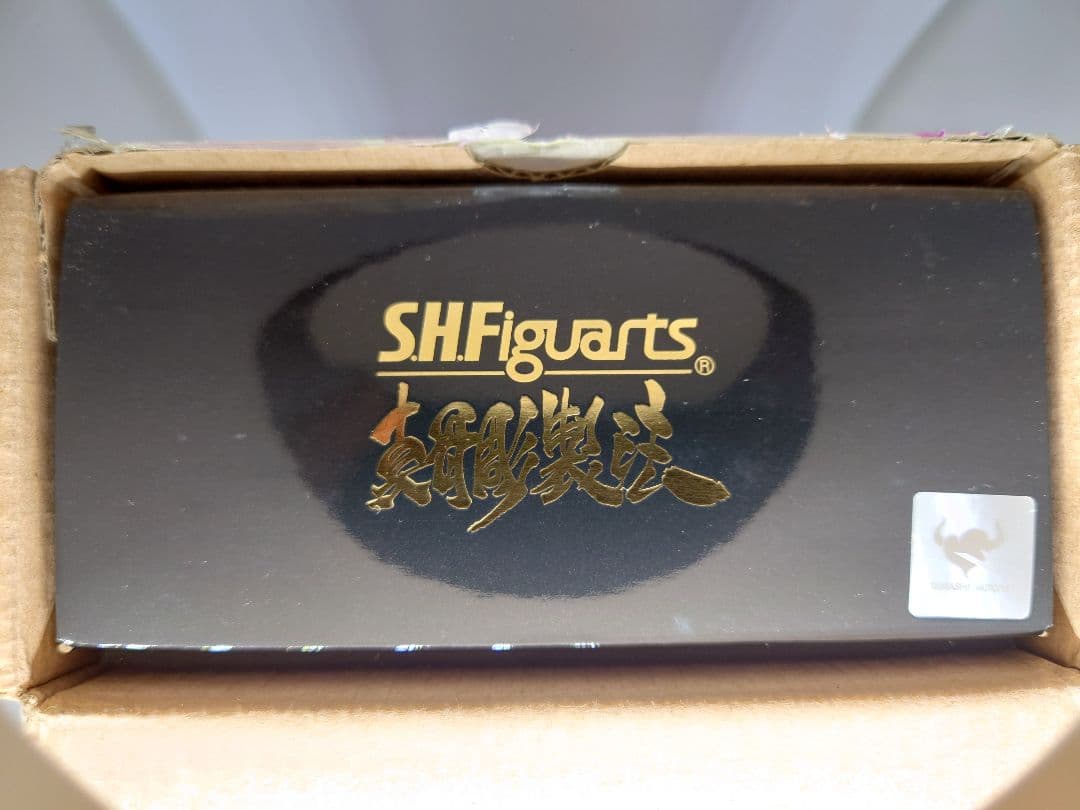 S.H.Figuarts®
真骨彫製法
TAMASHII NATIONS